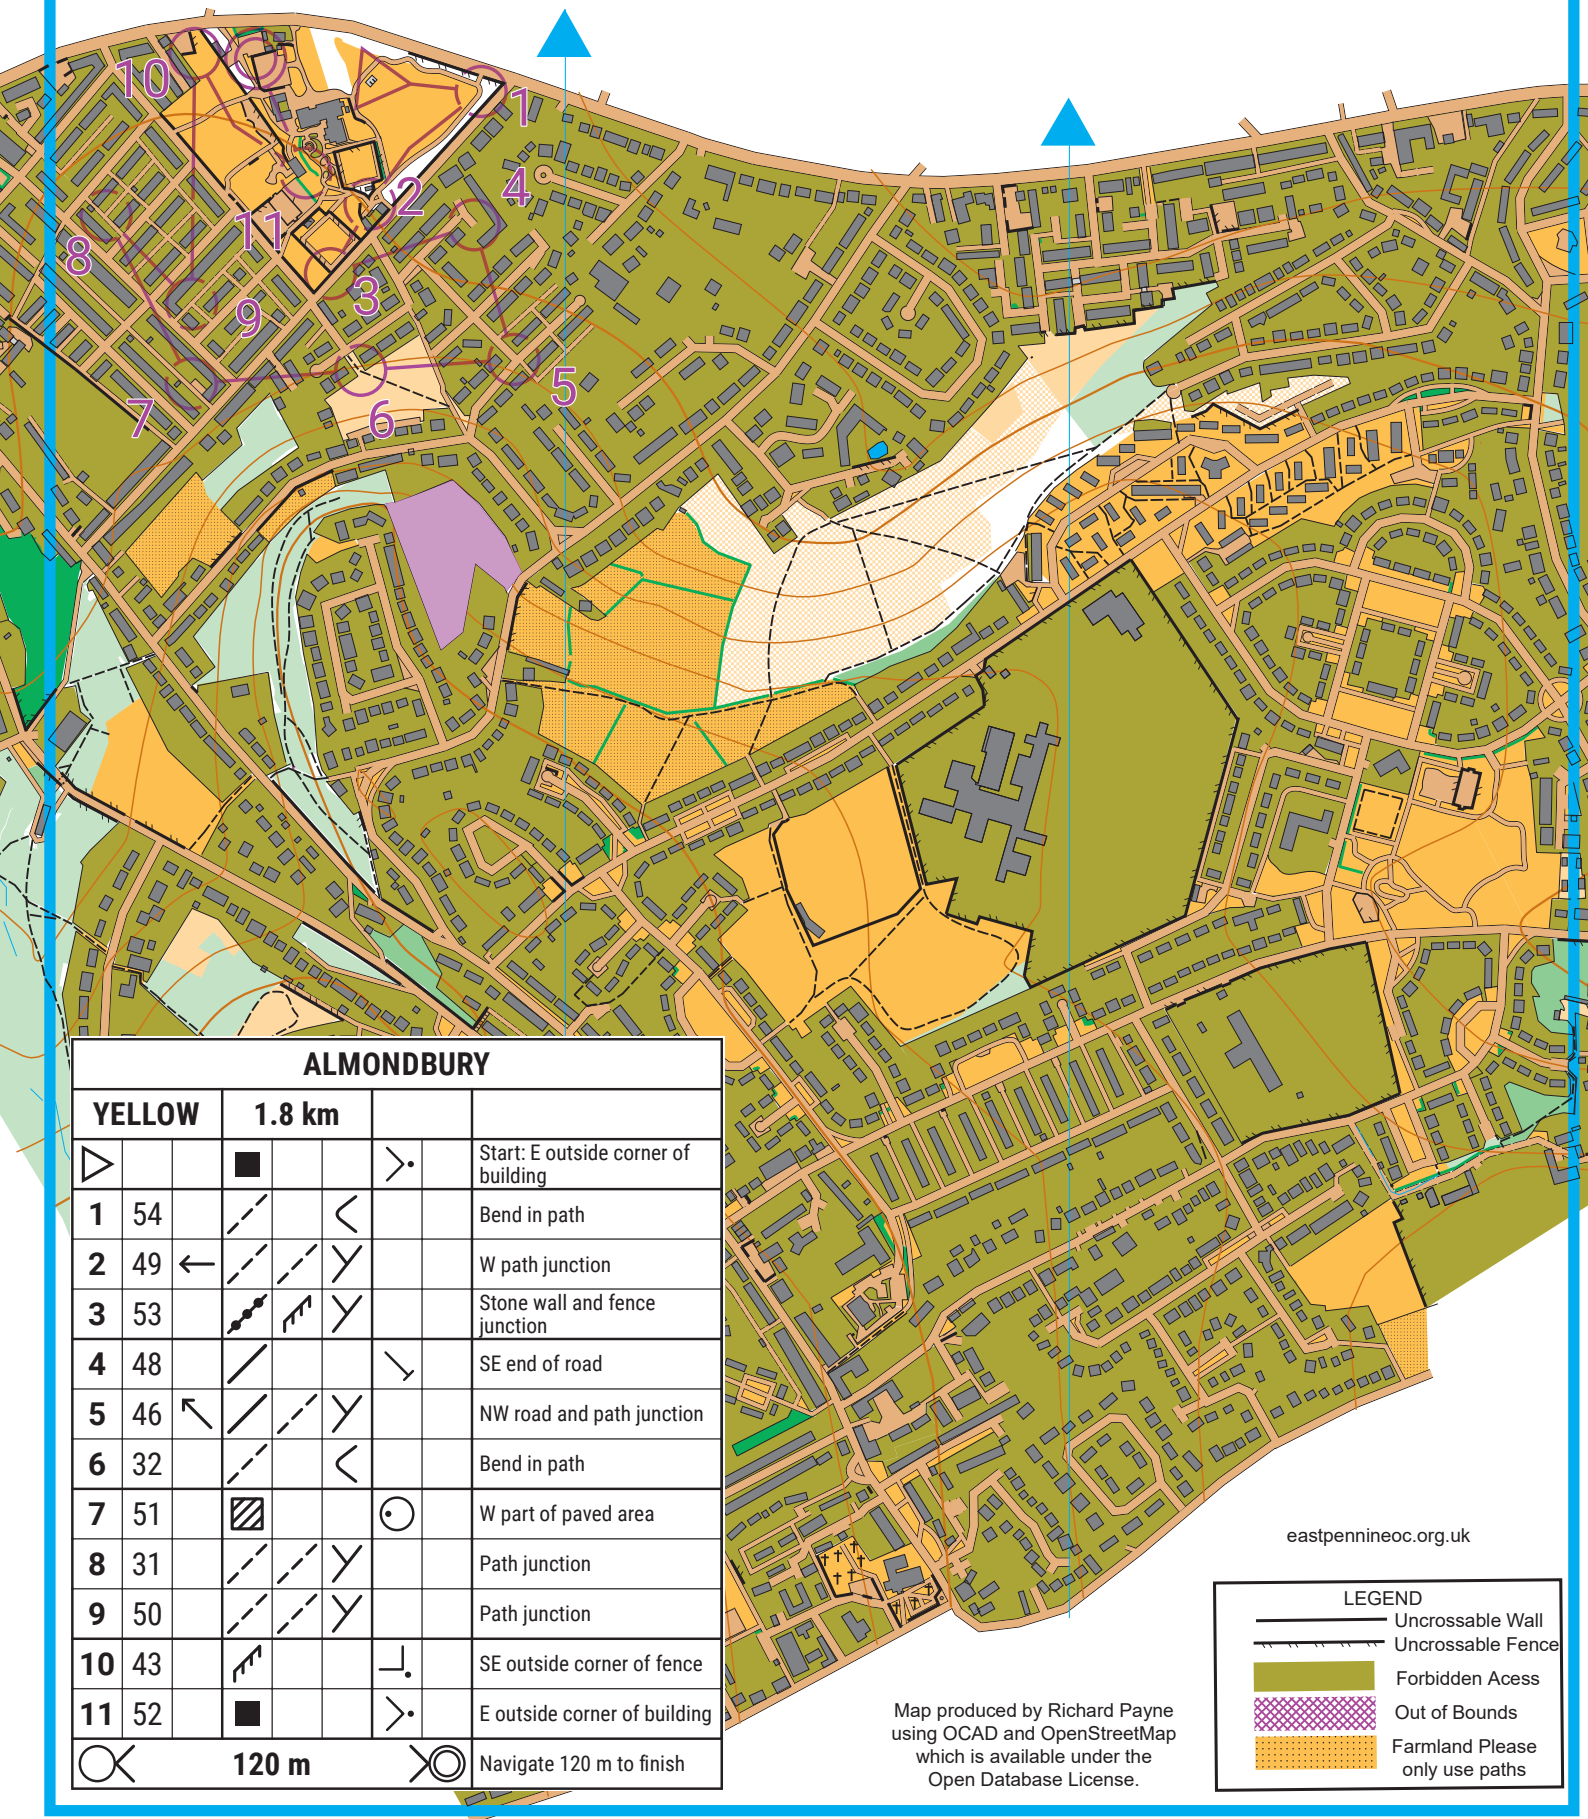 10
1
4
2
11
8
3
9
5
7
6
ALMONDBURY
YELLOW 1.8 km
Start: E outside corner of
building
1 54 Bend in path
2 49 W path junction
3 53 Stone wall and fence
junction
4 48 SE end of road
5 46 NW road and path junction
6 32 Bend in path
7 51 W part of paved area
8 31 Path junction
9 50 Path junction
10 43 SE outside corner of fence
11 52 E outside corner of building
120 m Navigate 120 m to finish
eastpennineoc.org.uk
LEGEND
Uncrossable Wall
Uncrossable Fence
Forbidden Acess
Out of Bounds
Farmland Please
only use paths
Map produced by Richard Payne
using OCAD and OpenStreetMap
which is available under the
Open Database License.